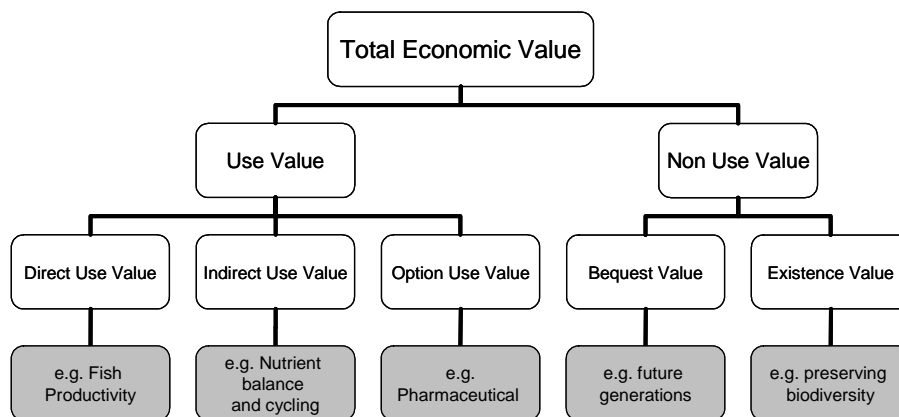 Total Economic Value
Use Value
Non Use Value
Direct Use Value
Indirect Use Value
Option Use Value
Bequest Value
Existence Value
e.g. Fish
Productivity
e.g. Nutrient
balance
and cycling
e.g.
Pharmaceutical
e.g. future
generations
e.g. preserving
biodiversity